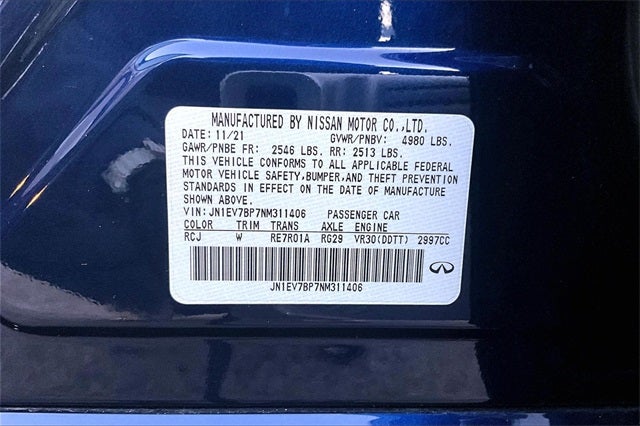 MANUFACTURED BY NISSAN MOTOR CO.,LTD.
DATE: 11/21 GVWR/PNBV: 4980 LBS.
GAWR/PNBE FR: 2546 LBS. RR: 2513 LBS.
THIS VEHICLE CONFORMS TO ALL APPLICABLE FEDERAL
MOTOR VEHICLE SAFETY,BUMPER,AND THEFT PREVENTION
STANDARDS IN EFFECT ON THE DATE OF MANUFACTURE
SHOWN ABOVE.
VIN: JN1EV7BP7NM311406 PASSENGER CAR
COLOR TRIM TRANS AXLE ENGINE
RCJ W RE7R01A RG29 VR30(DDTT) 2997CC
JN1EV7BP7NM311406